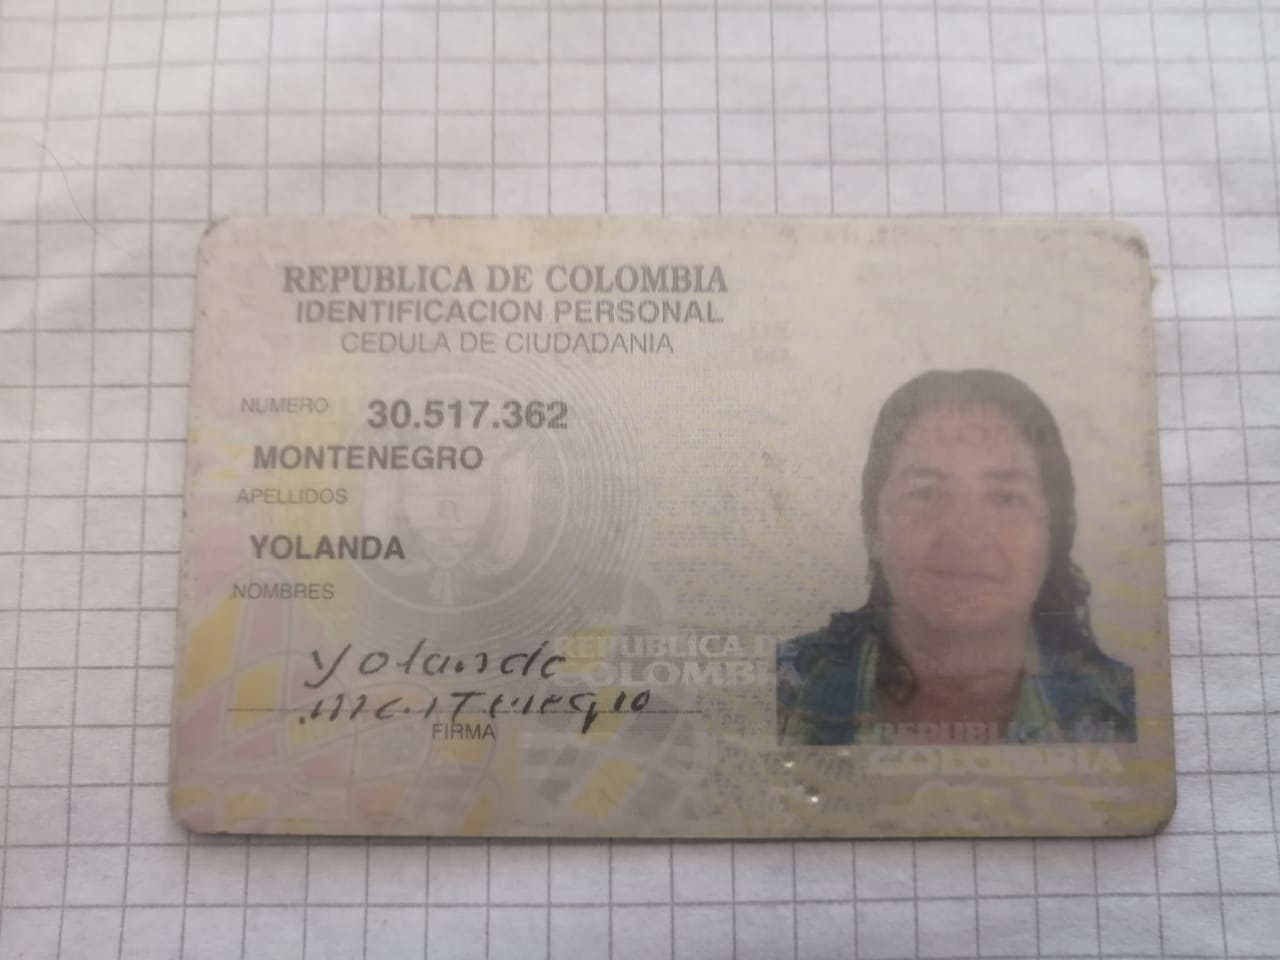 REPUBLICA DE COLOMBIA
IDENTIFICACION PERSONAL
CEDULA DE CIUDADANIA
NUMERO 30.517.362
MONTENEGRO
APELLIDOS
YOLANDA
NOMBRES
Yolanda
Montenegro
FIRMA
REPUBLICA DE
COLOMBIA
REPUBLICA DE
COLOMBIA